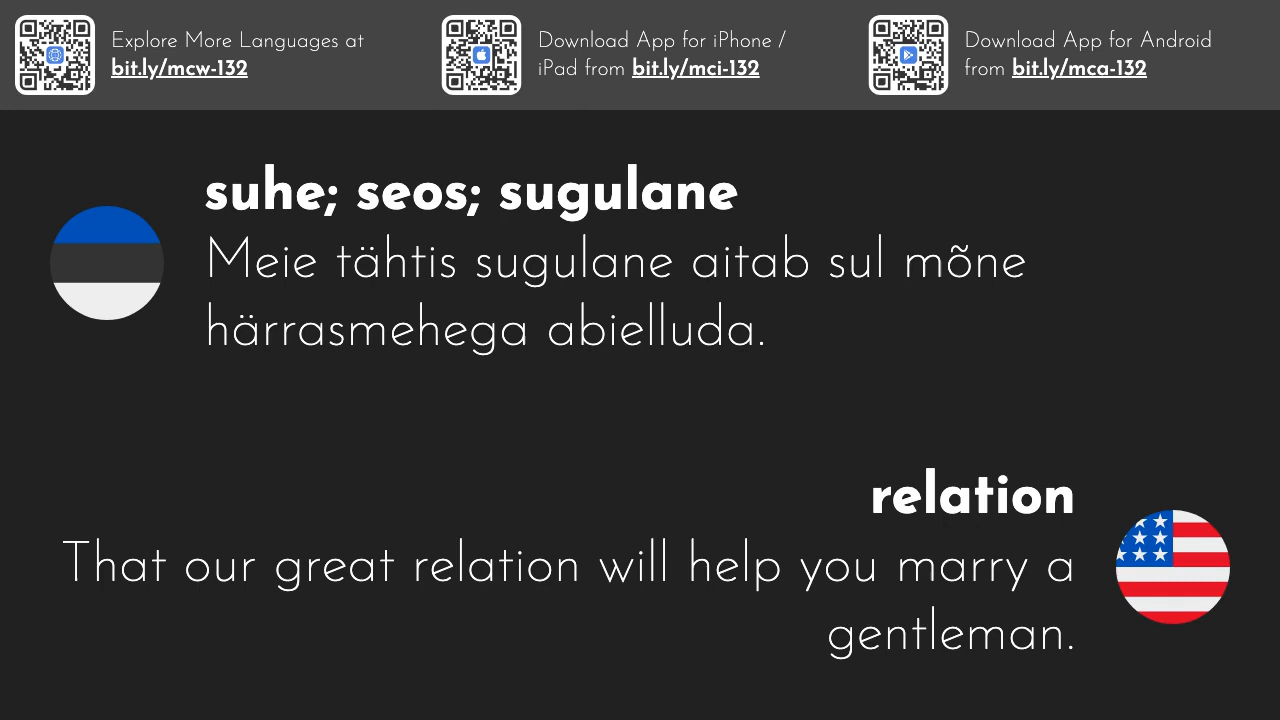 Explore More Languages at
bit.ly/mcw-132
Download App for iPhone /
iPad from bit.ly/mci-132
Download App for Android
from bit.ly/mca-132
suhe; seos; sugulane
Meie tähtis sugulane aitab sul mõne
härrasmehega abielluda.
relation
That our great relation will help you marry a
gentleman.